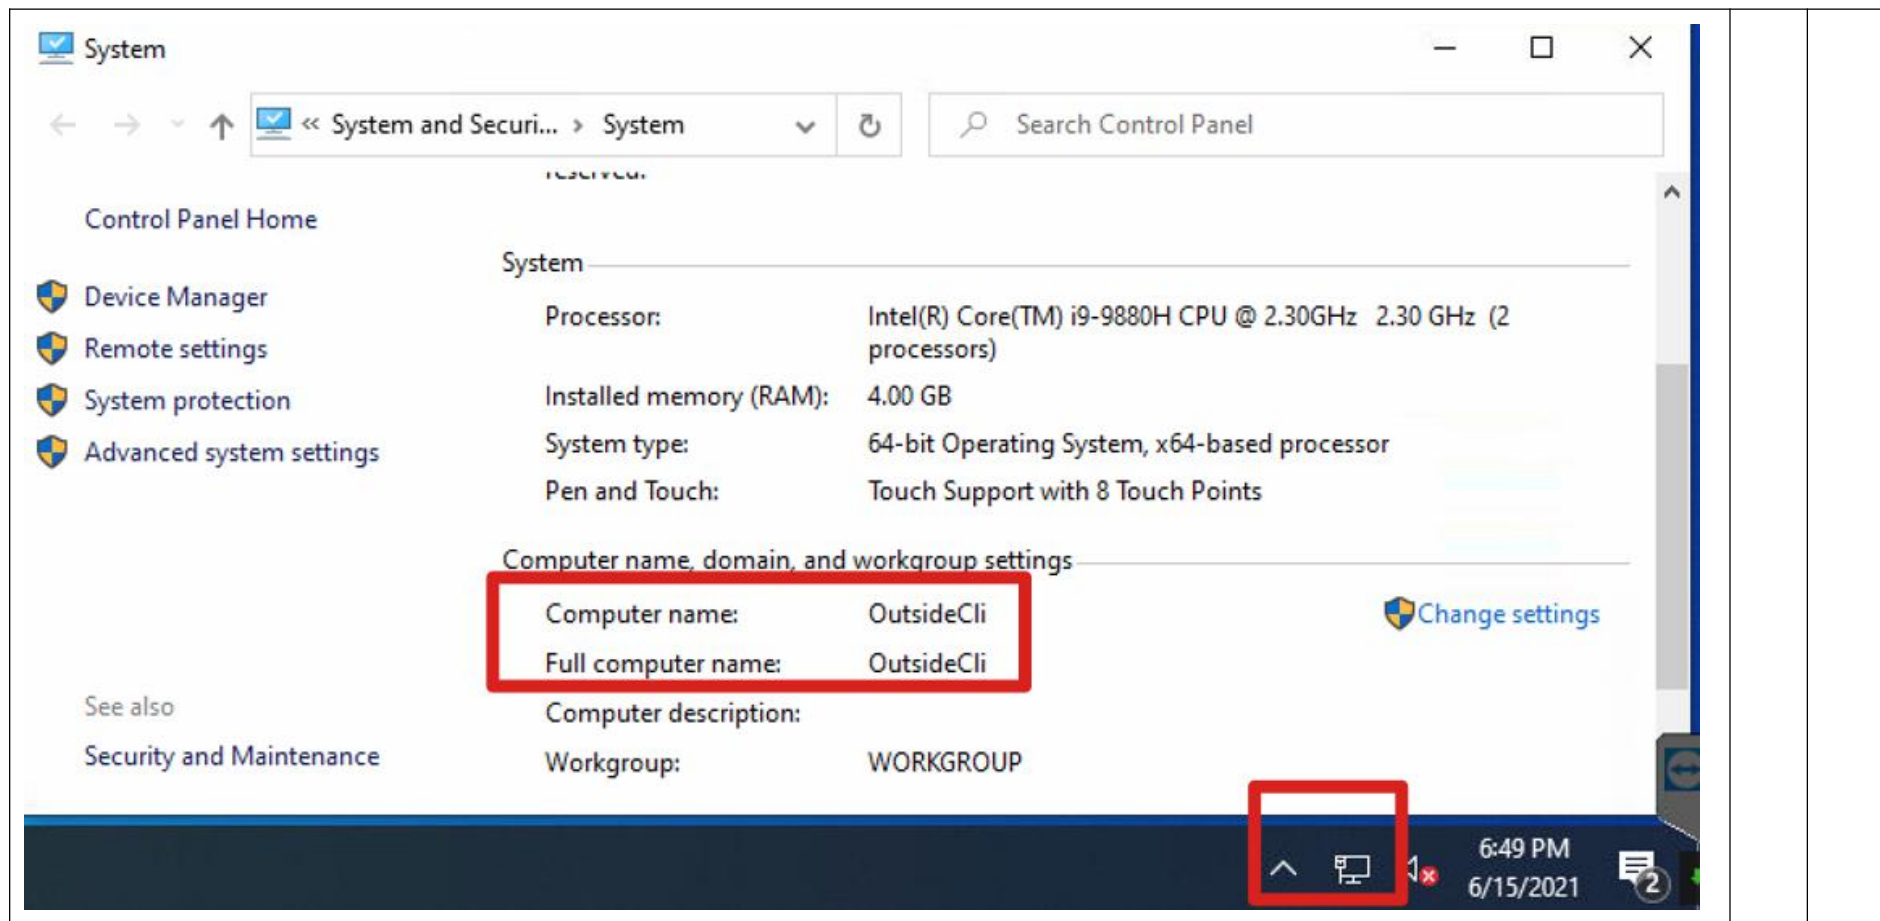 System
« System and Securi... › System
Search Control Panel
reserved.
Control Panel Home
System
Device Manager
Processor: Intel(R) Core(TM) i9-9880H CPU @ 2.30GHz 2.30 GHz (2
processors)
Remote settings
Installed memory (RAM): 4.00 GB
System protection
System type: 64-bit Operating System, x64-based processor
Advanced system settings
Pen and Touch: Touch Support with 8 Touch Points
Computer name, domain, and workgroup settings
Computer name: OutsideCli
Change settings
Full computer name: OutsideCli
See also
Computer description:
Security and Maintenance
Workgroup: WORKGROUP
6:49 PM
6/15/2021
2